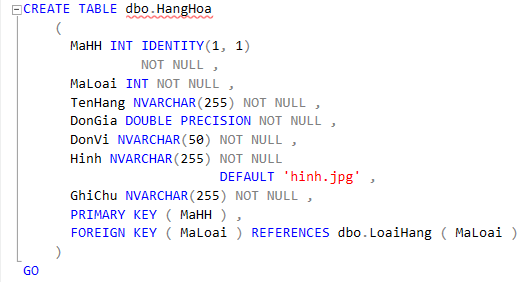 CREATE TABLE dbo.HangHoa
(
MaHH INT IDENTITY(1, 1)
NOT NULL ,
MaLoai INT NOT NULL ,
TenHang NVARCHAR(255) NOT NULL ,
DonGia DOUBLE PRECISION NOT NULL ,
DonVi NVARCHAR(50) NOT NULL ,
Hinh NVARCHAR(255) NOT NULL
DEFAULT 'hinh.jpg' ,
GhiChu NVARCHAR(255) NOT NULL ,
PRIMARY KEY ( MaHH ) ,
FOREIGN KEY ( MaLoai ) REFERENCES dbo.LoaiHang ( MaLoai )
)
GO